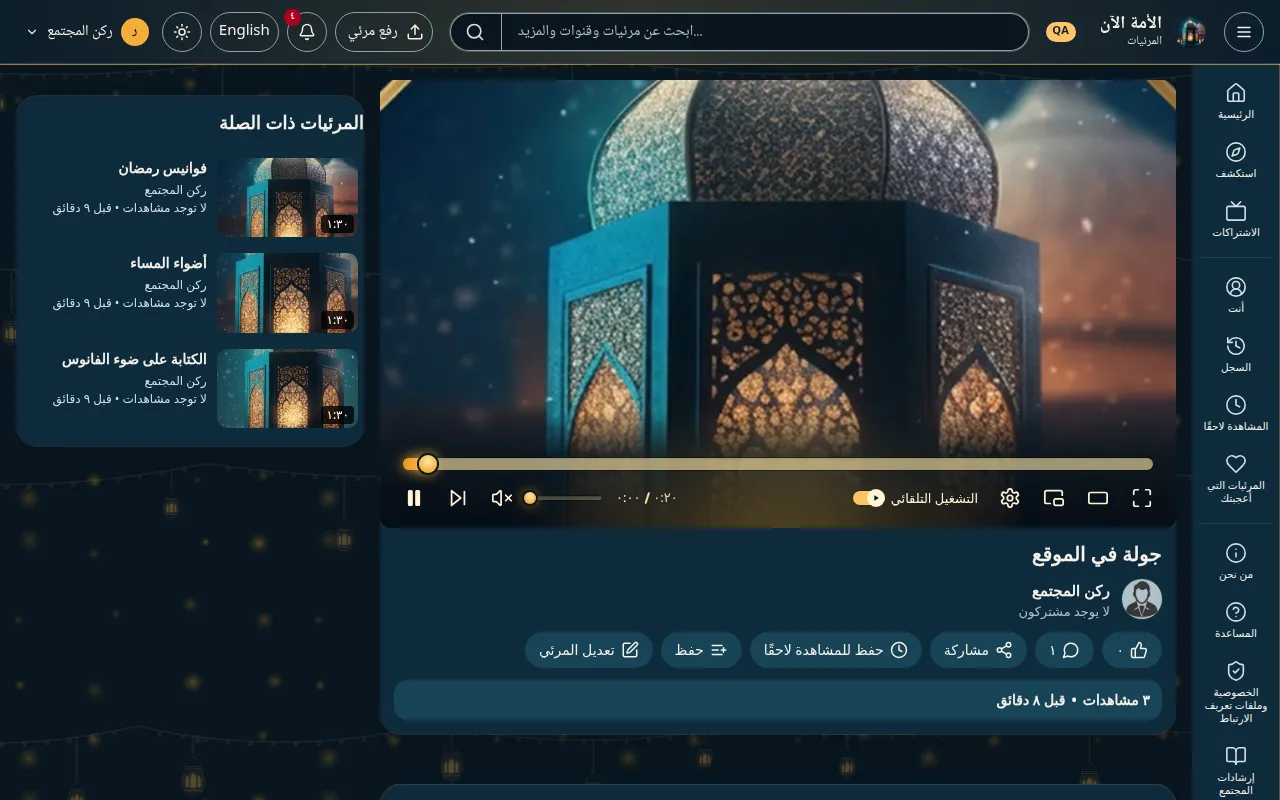 الأمة الآن
المرئيات
QA
ابحث عن مرئيات وقنوات والمزيد...
رفع مرئي
٤
English
ر
ركن المجتمع
الرئيسية
استكشف
الاشتراكات
أنت
السجل
المشاهدة لاحقًا
المرئيات التي
أعجبتك
من نحن
المساعدة
الخصوصية
وملفات تعريف
الارتباط
إرشادات
المجتمع
التشغيل التلقائي
٠:٠٠ / ٠:٢٠
جولة في الموقع
ركن المجتمع
لا يوجد مشتركون
٠
١
مشاركة
حفظ للمشاهدة لاحقًا
حفظ
تعديل المرئي
٣ مشاهدات • قبل ٨ دقائق
المرئيات ذات الصلة
١:٣٠
فوانيس رمضان
ركن المجتمع
لا توجد مشاهدات • قبل ٩ دقائق
١:٣٠
أضواء المساء
ركن المجتمع
لا توجد مشاهدات • قبل ٩ دقائق
١:٣٠
الكتابة على ضوء الفانوس
ركن المجتمع
لا توجد مشاهدات • قبل ٩ دقائق